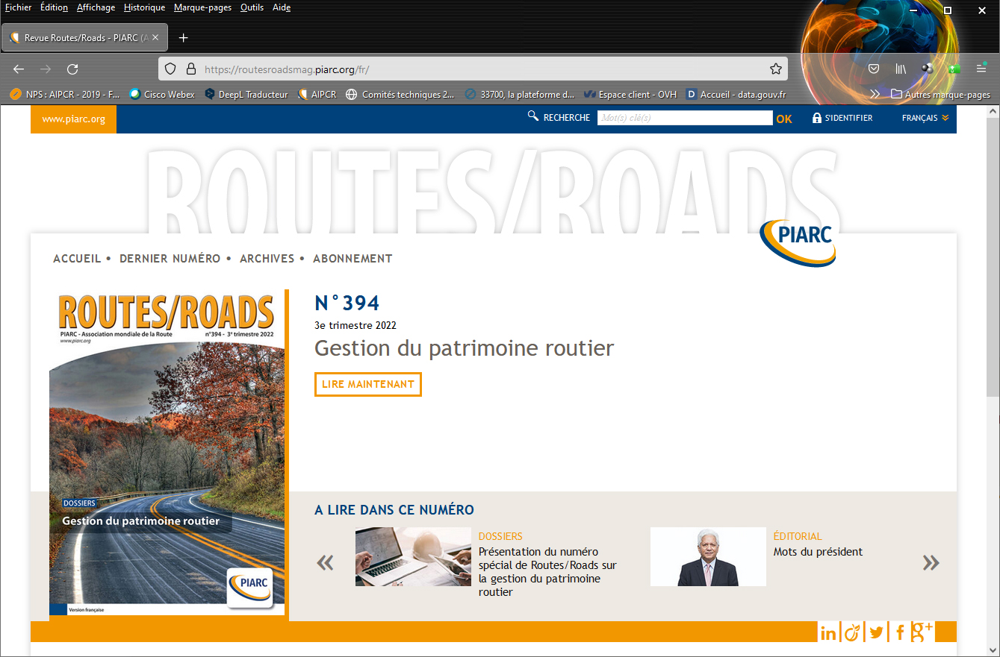 Fichier Édition Affichage Historique Marque-pages Outils Aide
Revue Routes/Roads - PIARC (A
https://routesroadsmag.piarc.org/fr/
NPS : AIPCR - 2019 - F... Cisco Webex DeepL Traducteur AIPCR Comités techniques 2... 33700, la plateforme d... Espace client - OVH D Accueil - data.gouv.fr Autres marque-pages
www.piarc.org RECHERCHE Mot(s) clé(s) OK S'IDENTIFIER FRANÇAIS
ROUTES/ROADS
PIARC
ACCUEIL • DERNIER NUMÉRO • ARCHIVES • ABONNEMENT
ROUTES/ROADS
PIARC - Association mondiale de la Route n°394 - 3e trimestre 2022
www.piarc.org
DOSSIERS
Gestion du patrimoine routier
PIARC
Version française
N°394
3e trimestre 2022
Gestion du patrimoine routier
LIRE MAINTENANT
A LIRE DANS CE NUMÉRO
«
DOSSIERS
Présentation du numéro
spécial de Routes/Roads sur
la gestion du patrimoine
routier
ÉDITORIAL
Mots du président
»
in f g+